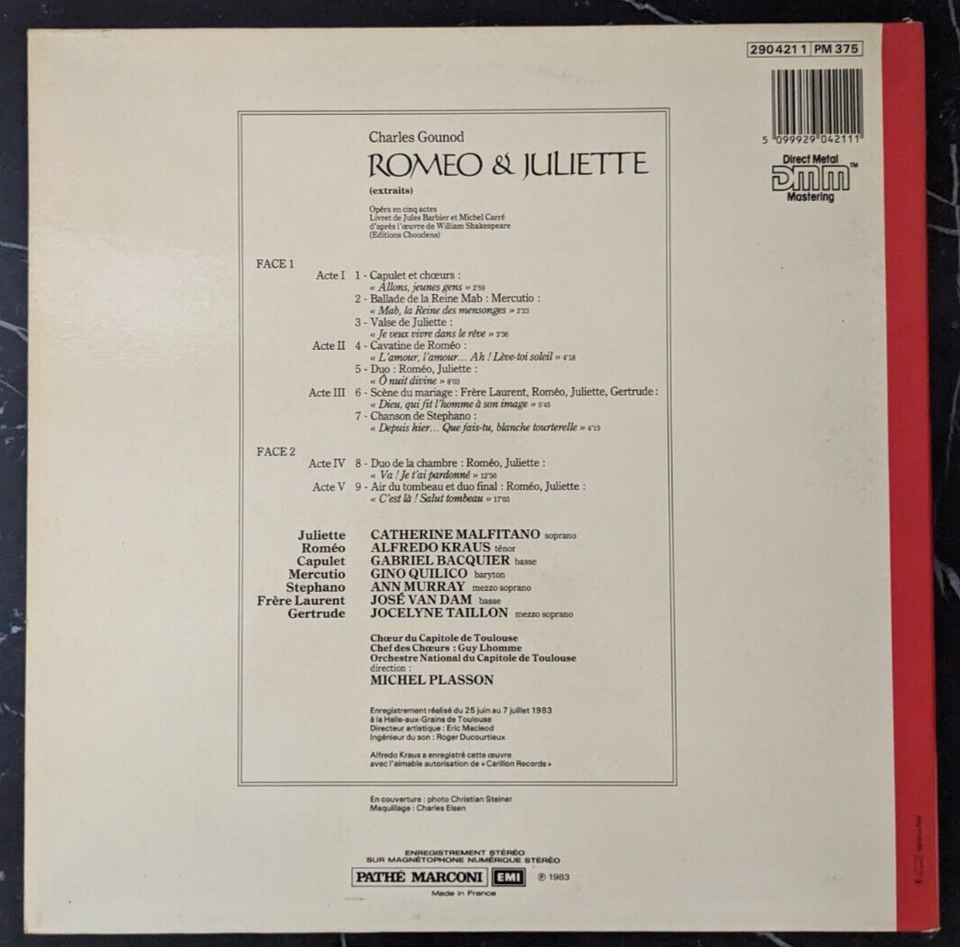 290421 1 PM 375
5 099929 042111
Direct Metal
DMM TM
Mastering
Charles Gounod
ROMEO & JULIETTE
(extraits)
Opéra en cinq actes
Livret de Jules Barbier et Michel Carré
d'après l'œuvre de William Shakespeare
(Editions Choudens)
FACE 1
Acte I 1 - Capulet et chœurs :
« Allons, jeunes gens » 2'59
2 - Ballade de la Reine Mab : Mercutio :
« Mab, la Reine des mensonges » 2'23
3 - Valse de Juliette :
« Je veux vivre dans le rêve » 3'36
Acte II 4 - Cavatine de Roméo :
« L'amour, l'amour... Ah ! Lève-toi soleil » 4'18
5 - Duo : Roméo, Juliette :
« Ô nuit divine » 8'03
Acte III 6 - Scène du mariage : Frère Laurent, Roméo, Juliette, Gertrude :
« Dieu, qui fit l'homme à son image » 5'45
7 - Chanson de Stephano :
« Depuis hier... Que fais-tu, blanche tourterelle » 4'15
FACE 2
Acte IV 8 - Duo de la chambre : Roméo, Juliette :
« Va ! Je t'ai pardonné » 12'56
Acte V 9 - Air du tombeau et duo final : Roméo, Juliette :
« C'est là ! Salut tombeau » 17'03
Juliette CATHERINE MALFITANO soprano
Roméo ALFREDO KRAUS ténor
Capulet GABRIEL BACQUIER basse
Mercutio GINO QUILICO baryton
Stephano ANN MURRAY mezzo soprano
Frère Laurent JOSÉ VAN DAM basse
Gertrude JOCELYNE TAILLON mezzo soprano
Chœur du Capitole de Toulouse
Chef des Chœurs : Guy Lhomme
Orchestre National du Capitole de Toulouse
direction :
MICHEL PLASSON
Enregistrement réalisé du 25 juin au 7 juillet 1983
à la Halle-aux-Grains de Toulouse
Directeur artistique : Eric Macleod
Ingénieur du son : Roger Ducourtieux
Alfredo Kraus a enregistré cette œuvre
avec l'aimable autorisation de « Carillon Records »
En couverture : photo Christian Steiner
Maquillage : Charles Elsen
ENREGISTREMENT STÉRÉO
SUR MAGNÉTOPHONE NUMÉRIQUE STÉRÉO
PATHÉ MARCONI EMI ℗ 1983
Made in France